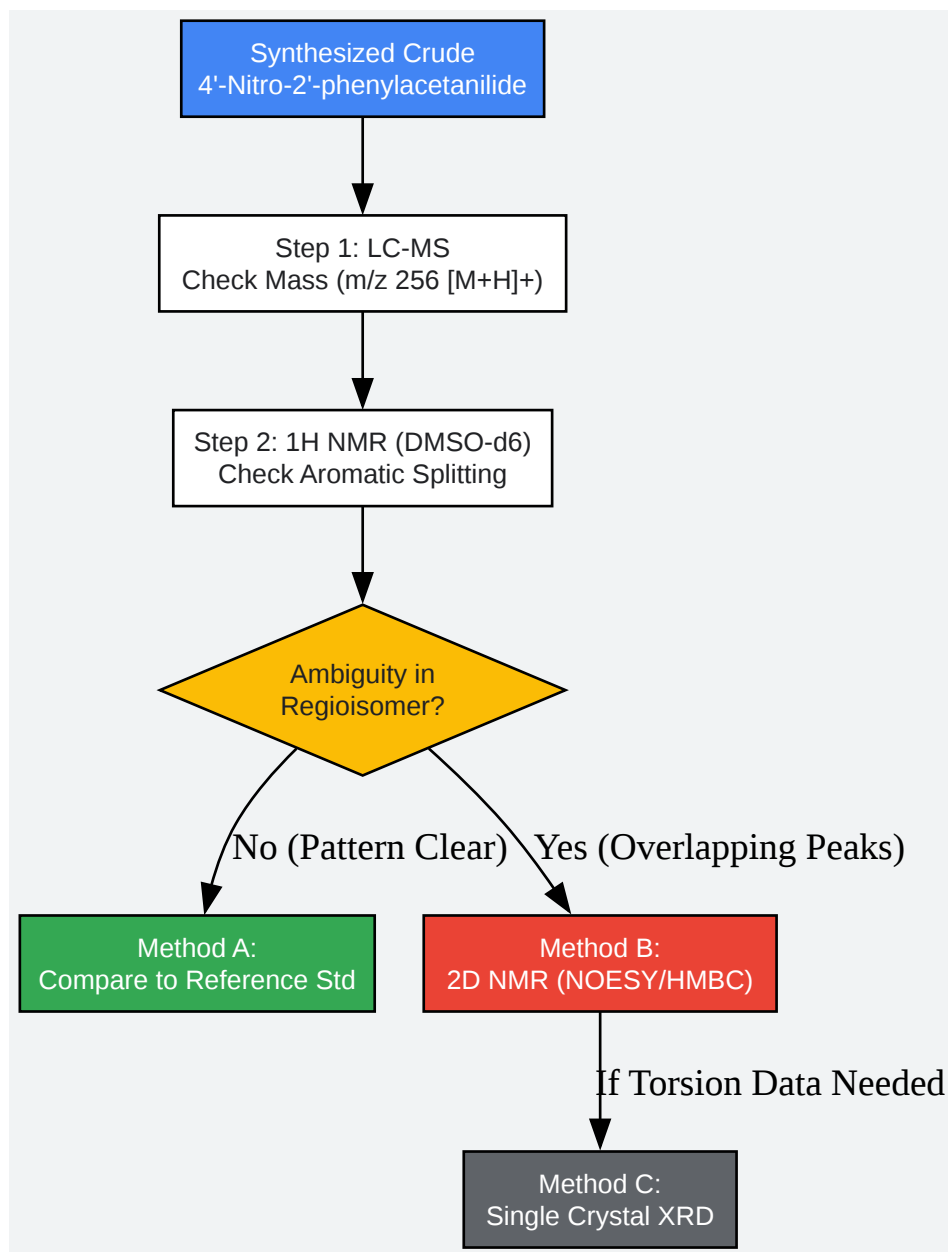 Synthesized Crude
4'-Nitro-2'-phenylacetanilide
Step 1: LC-MS
Check Mass (m/z 256 [M+H]+)
Step 2: 1H NMR (DMSO-d6)
Check Aromatic Splitting
Ambiguity in
Regioisomer?
No (Pattern Clear)
Yes (Overlapping Peaks)
Method A:
Compare to Reference Std
Method B:
2D NMR (NOESY/HMBC)
If Torsion Data Needed
Method C:
Single Crystal XRD